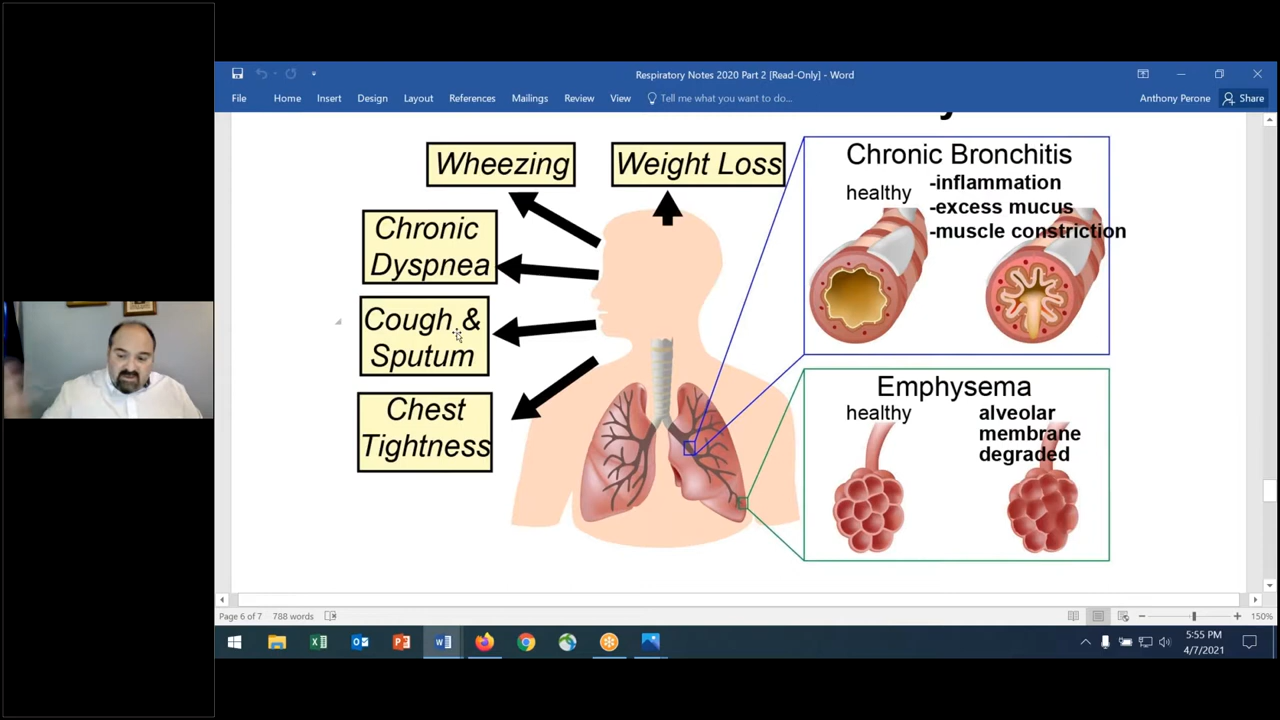 Respiratory Notes 2020 Part 2 [Read-Only] - Word
File Home Insert Design Layout References Mailings Review View Tell me what you want to do... Anthony Perone Share
Wheezing
Weight Loss
Chronic
Dyspnea
Cough &
Sputum
Chest
Tightness
Chronic Bronchitis
healthy
-inflammation
-excess mucus
-muscle constriction
Emphysema
healthy
alveolar
membrane
degraded
Page 6 of 7 788 words
150%
5:55 PM
4/7/2021